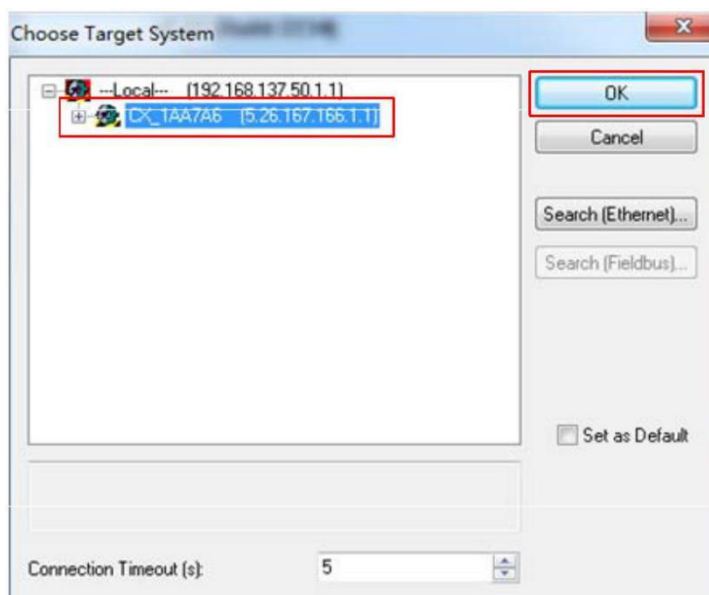 Choose Target System
---Local--- (192.168.137.50.1.1)
CX_1AA7A6 (5.26.167.166.1.1)
OK
Cancel
Search (Ethernet)...
Search (Fieldbus)...
Set as Default
Connection Timeout (s):
5